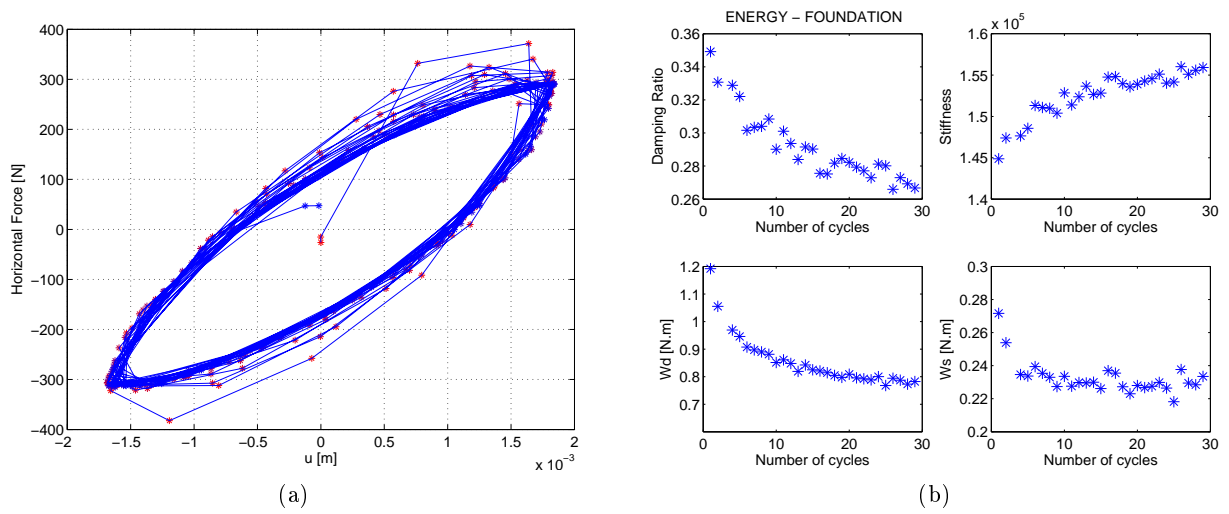 400
300
200
100
0
−100
−200
−300
−400
Horizontal Force [N]
−2 −1.5 −1 −0.5 0 0.5 1 1.5 2
u [m]
x 10⁻³
(a)
ENERGY − FOUNDATION
0.36
0.34
0.32
0.3
0.28
0.26
Damping Ratio
0 10 20 30
Number of cycles
x 10⁵
1.6
1.55
1.5
1.45
1.4
Stiffness
0 10 20 30
Number of cycles
1.2
1.1
1
0.9
0.8
0.7
Wd [N.m]
0 10 20 30
Number of cycles
0.3
0.28
0.26
0.24
0.22
0.2
Ws [N.m]
0 10 20 30
Number of cycles
(b)